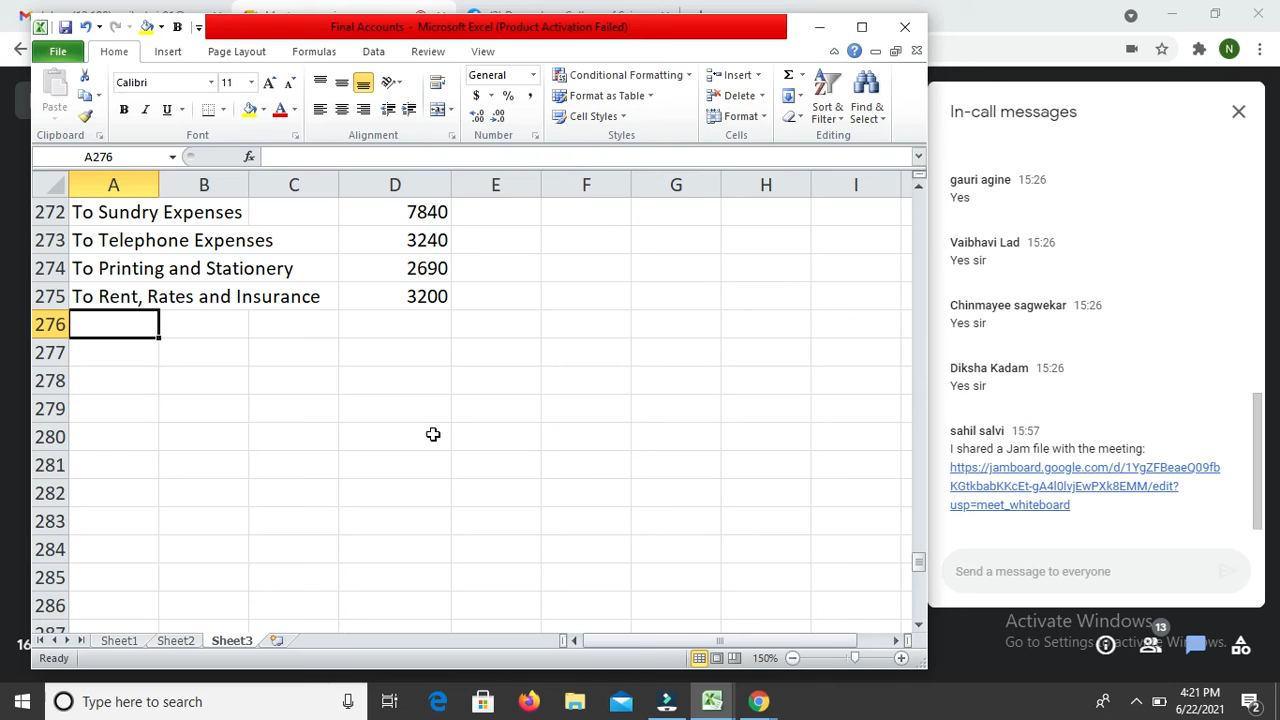 Final Accounts - Microsoft Excel (Product Activation Failed)
File
Home
Insert
Page Layout
Formulas
Data
Review
View
Paste
Calibri
11
General
Conditional Formatting
Format as Table
Cell Styles
Insert
Delete
Format
Sort & Filter
Find & Select
Clipboard
Font
Alignment
Number
Styles
Cells
Editing
A276
fx
A B C D E F G H I
272 To Sundry Expenses 7840
273 To Telephone Expenses 3240
274 To Printing and Stationery 2690
275 To Rent, Rates and Insurance 3200
276
277
278
279
280
281
282
283
284
285
286
287
Sheet1
Sheet2
Sheet3
Ready
150%
In-call messages
gauri agine 15:26
Yes
Vaibhavi Lad 15:26
Yes sir
Chinmayee sagwekar 15:26
Yes sir
Diksha Kadam 15:26
Yes sir
sahil salvi 15:57
I shared a Jam file with the meeting:
https://jamboard.google.com/d/1YgZFBeaeQ09fb
KGtkbabKKcEt-gA4l0lvjEwPXk8EMM/edit?
usp=meet_whiteboard
Send a message to everyone
Activate Windows
Go to Settings to activate Windows.
13
N
16
Type here to search
4:21 PM
6/22/2021
2